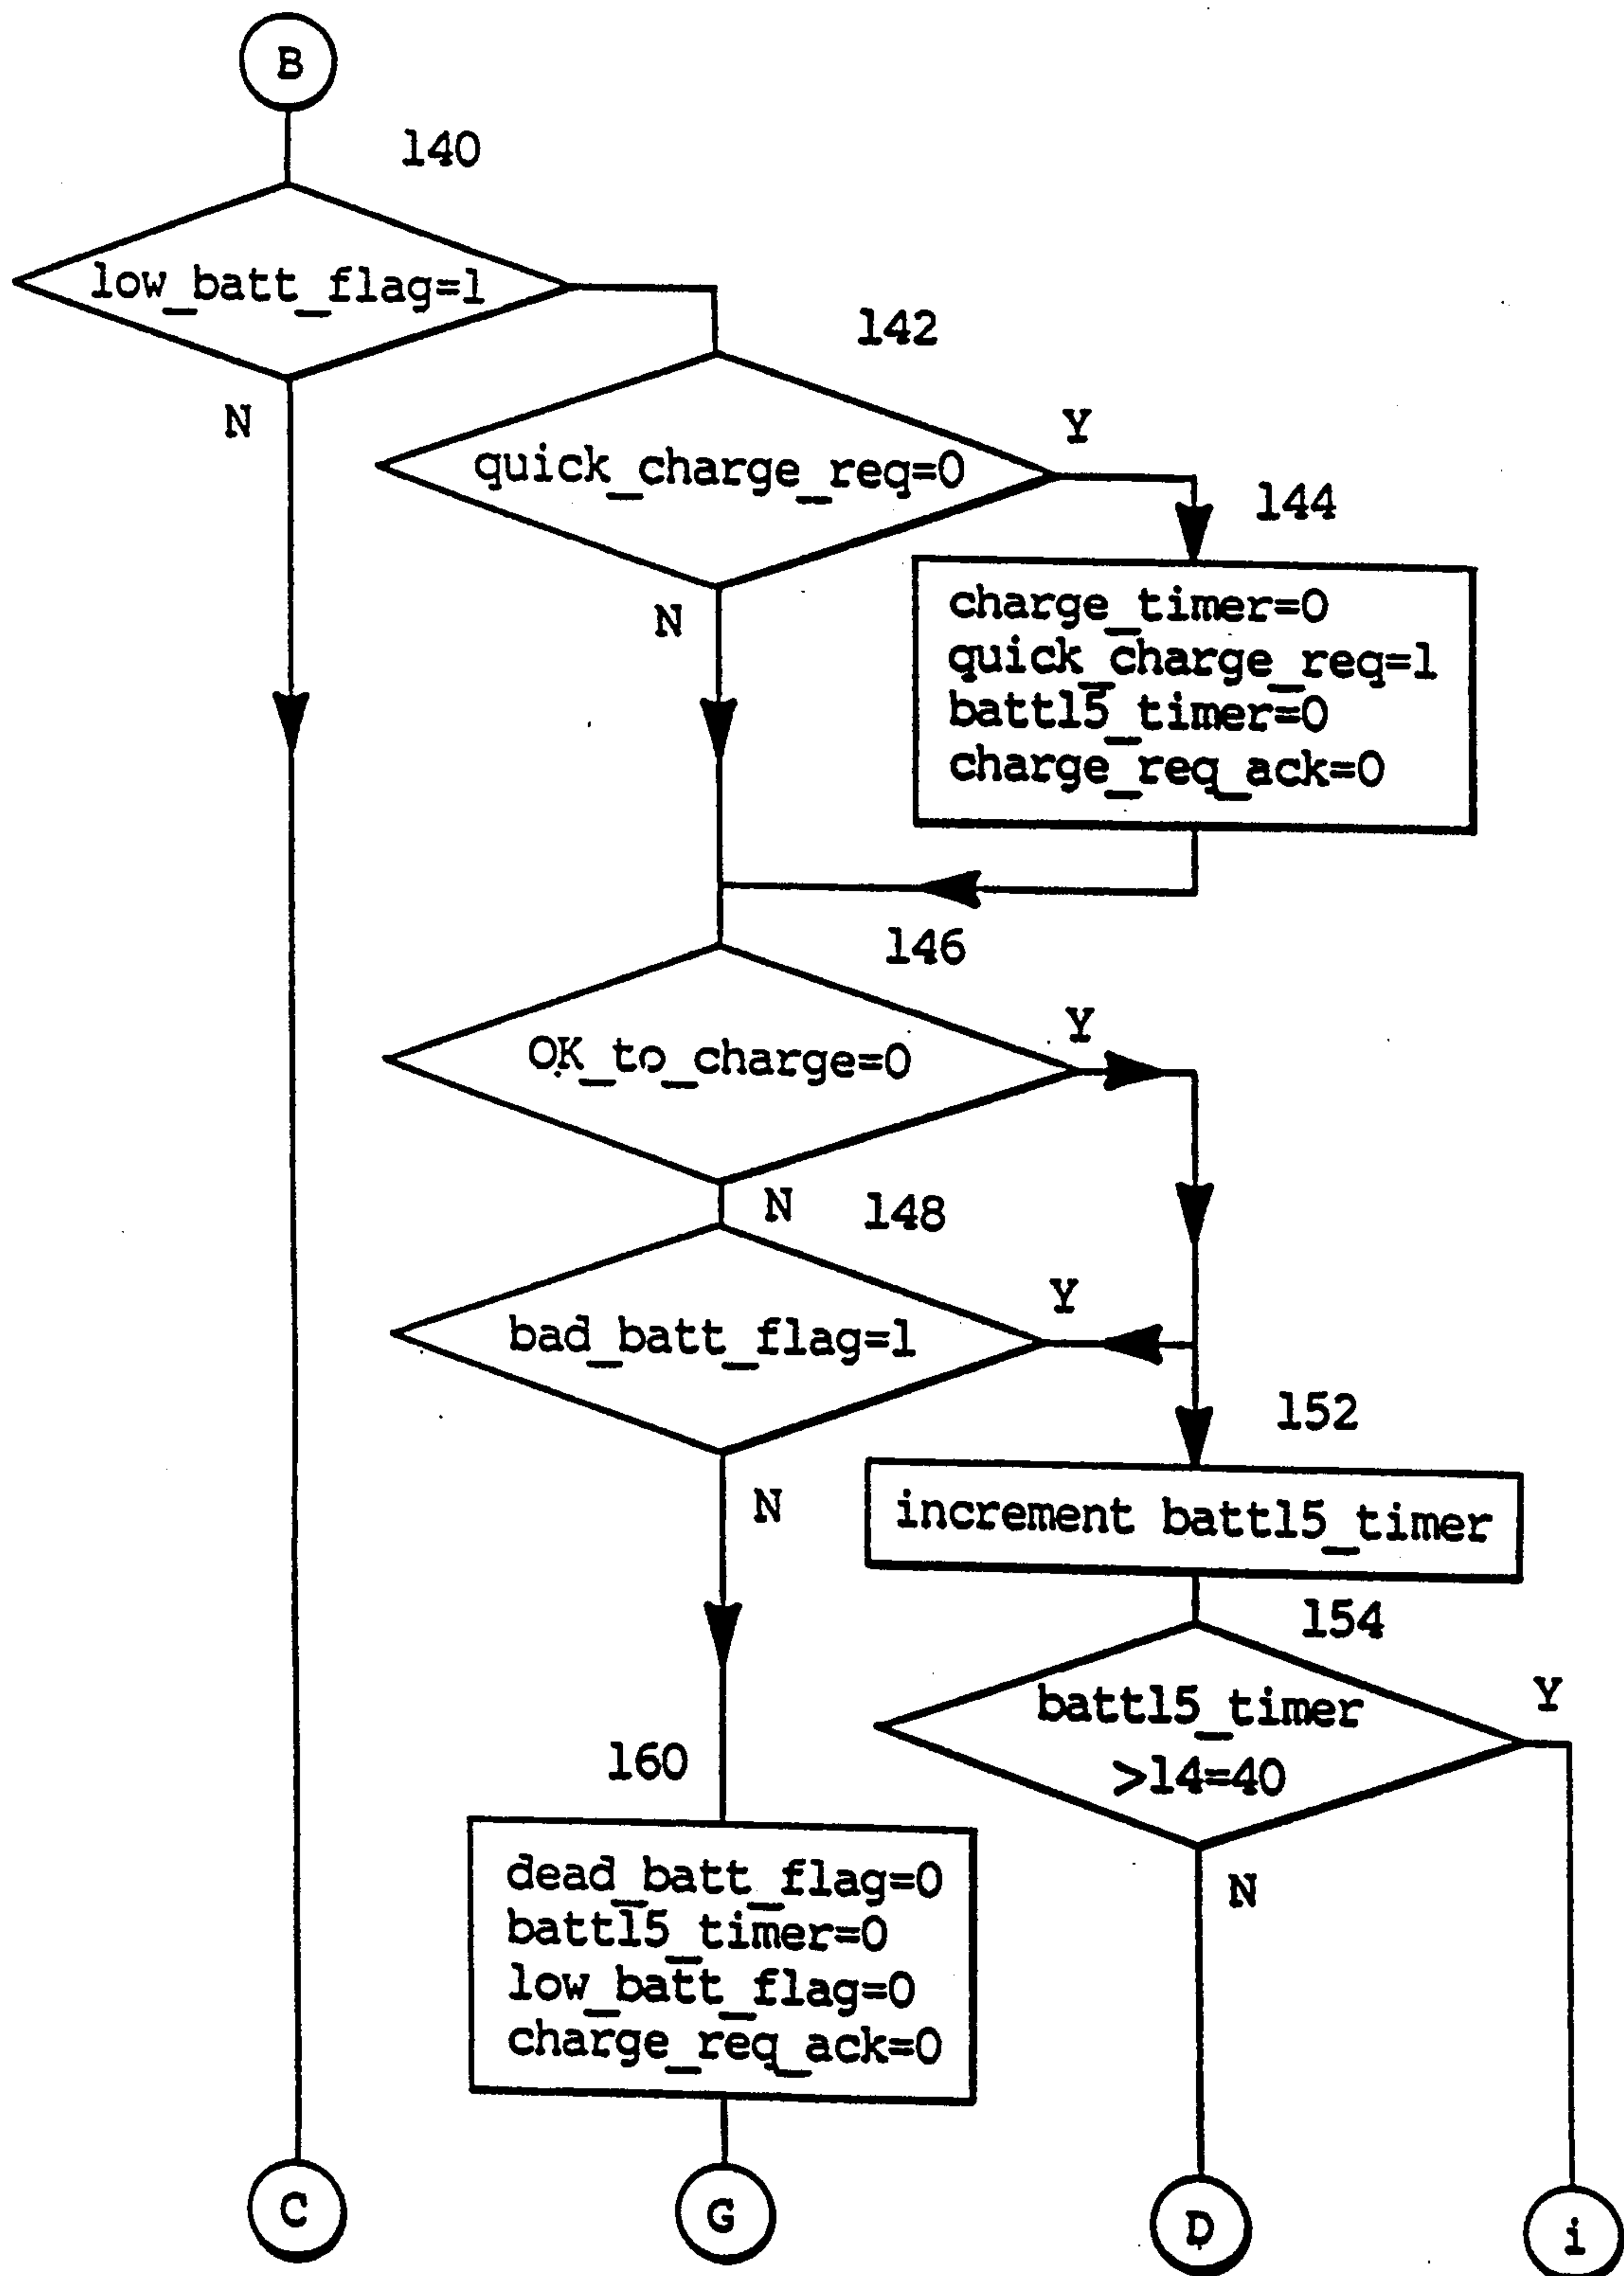 B
140
low_batt_flag=1
142
N
Y
quick_charge_req=0
144
charge_timer=0
quick_charge_req=1
batt15_timer=0
charge_req_ack=0
N
146
Y
OK_to_charge=0
N
148
Y
bad_batt_flag=1
152
N
increment batt15_timer
154
batt15_timer
>14=40
Y
160
dead_batt_flag=0
batt15_timer=0
low_batt_flag=0
charge_req_ack=0
N
C
G
D
i